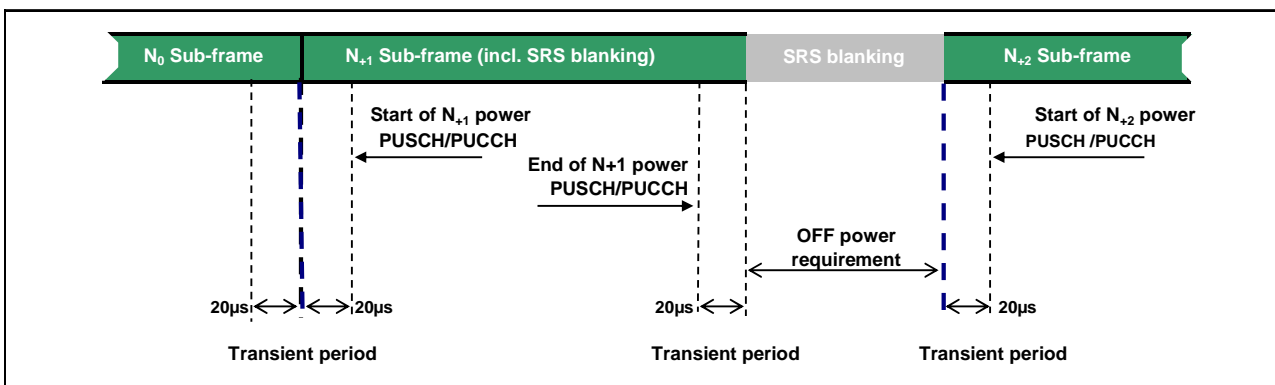 N0 Sub-frame
N+1 Sub-frame (incl. SRS blanking)
SRS blanking
N+2 Sub-frame
Start of N+1 power
PUSCH/PUCCH
End of N+1 power
PUSCH/PUCCH
Start of N+2 power
PUSCH /PUCCH
OFF power
requirement
20µs
20µs
20µs
20µs
Transient period
Transient period
Transient period